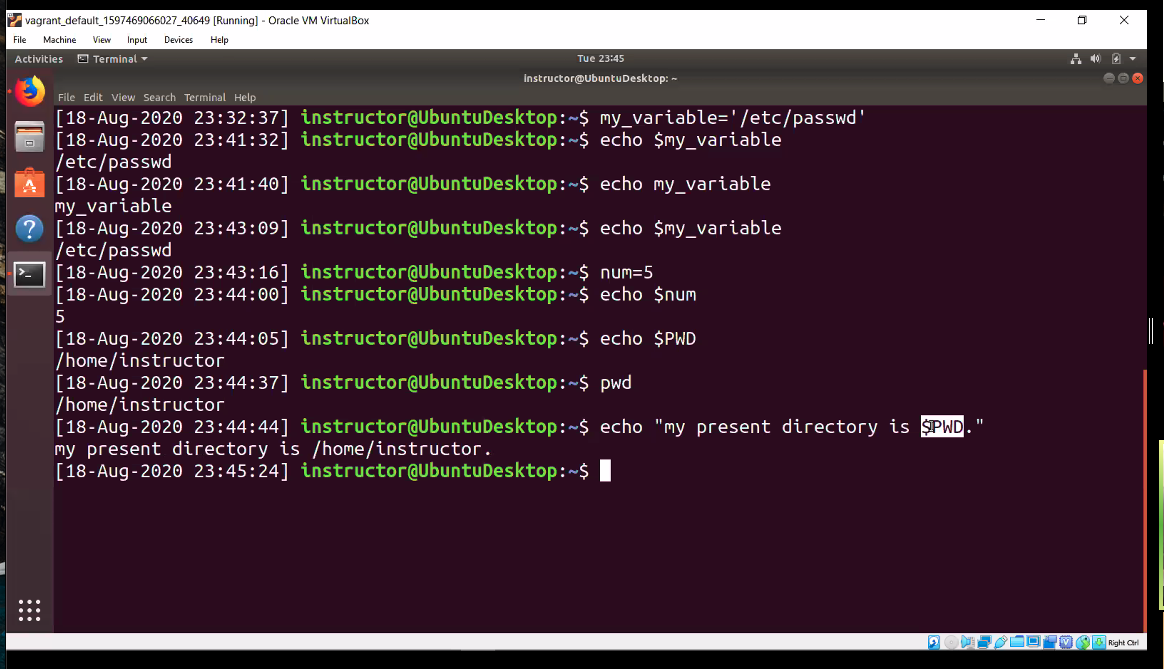 vagrant_default_1597469066027_40649 [Running] - Oracle VM VirtualBox
File Machine View Input Devices Help
Activities Terminal Tue 23:45
instructor@UbuntuDesktop: ~
File Edit View Search Terminal Help
[18-Aug-2020 23:32:37] instructor@UbuntuDesktop:~$ my_variable='/etc/passwd'
[18-Aug-2020 23:41:32] instructor@UbuntuDesktop:~$ echo $my_variable
/etc/passwd
[18-Aug-2020 23:41:40] instructor@UbuntuDesktop:~$ echo my_variable
my_variable
[18-Aug-2020 23:43:09] instructor@UbuntuDesktop:~$ echo $my_variable
/etc/passwd
[18-Aug-2020 23:43:16] instructor@UbuntuDesktop:~$ num=5
[18-Aug-2020 23:44:00] instructor@UbuntuDesktop:~$ echo $num
5
[18-Aug-2020 23:44:05] instructor@UbuntuDesktop:~$ echo $PWD
/home/instructor
[18-Aug-2020 23:44:37] instructor@UbuntuDesktop:~$ pwd
/home/instructor
[18-Aug-2020 23:44:44] instructor@UbuntuDesktop:~$ echo "my present directory is $PWD."
my present directory is /home/instructor.
[18-Aug-2020 23:45:24] instructor@UbuntuDesktop:~$
Right Ctrl